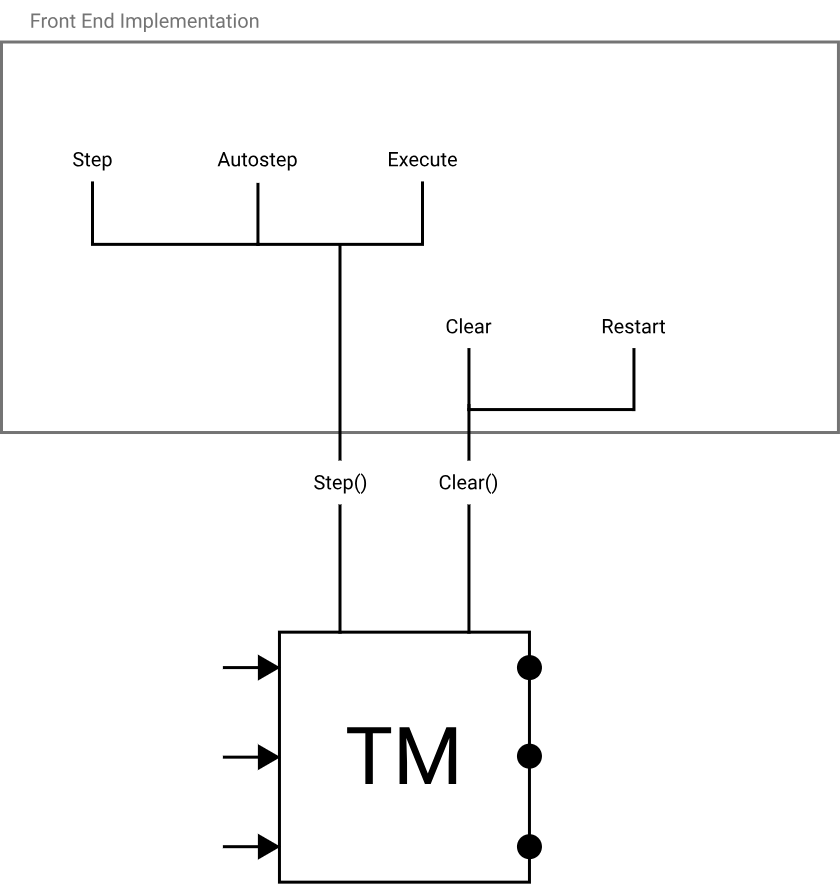 Front End Implementation
Step Autostep Execute
Clear Restart
Step() Clear()
TM